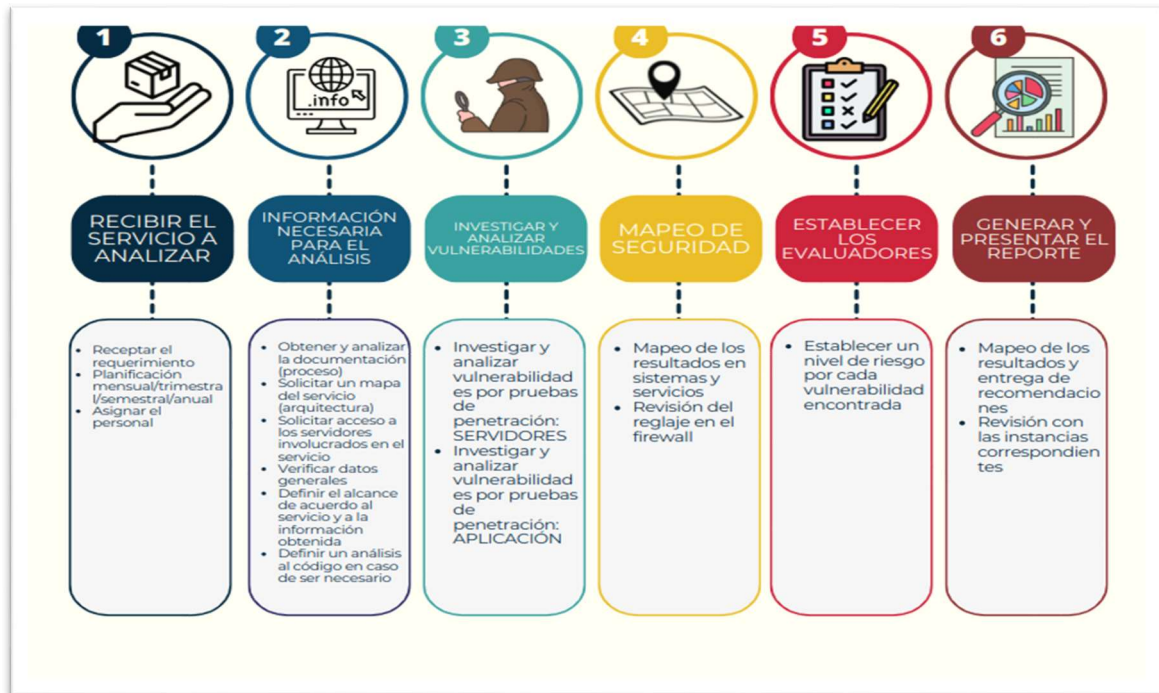 1
2
3
4
5
6
.info
RECIBIR EL
SERVICIO A
ANALIZAR
INFORMACIÓN
NECESARIA
PARA EL
ANÁLISIS
INVESTIGAR Y
ANALIZAR
VULNERABILIDADES
MAPEO DE
SEGURIDAD
ESTABLECER
LOS
EVALUADORES
GENERAR Y
PRESENTAR EL
REPORTE
• Receptar el
requerimiento
• Planificación
mensual/trimestra
l/semestral/anual
• Asignar el
personal
• Obtener y analizar
la documentación
(proceso)
• Solicitar un mapa
del servicio
(arquitectura)
• Solicitar acceso a
los servidores
involucrados en el
servicio
• Verificar datos
generales
• Definir el alcance
de acuerdo al
servicio y a la
información
obtenida
• Definir un análisis
al código en caso
de ser necesario
• Investigar y
analizar
vulnerabilidad
es por pruebas
de
penetración:
SERVIDORES
• Investigar y
analizar
vulnerabilidad
es por pruebas
de
penetración:
APLICACIÓN
• Mapeo de los
resultados en
sistemas y
servicios
• Revisión del
reglaje en el
firewall
• Establecer un
nivel de riesgo
por cada
vulnerabilidad
encontrada
• Mapeo de los
resultados y
entrega de
recomendacio
nes
• Revisión con
las instancias
correspondien
tes